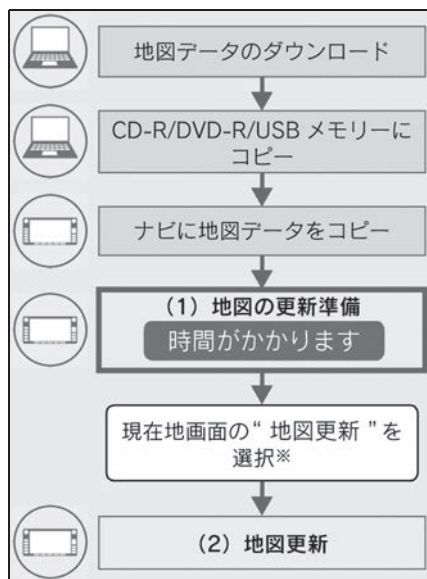 地図データのダウンロード
CD-R/DVD-R/USB メモリーに
コピー
ナビに地図データをコピー
(1) 地図の更新準備
時間がかかります
現在地画面の“ 地図更新 ”を
選択※
(2) 地図更新